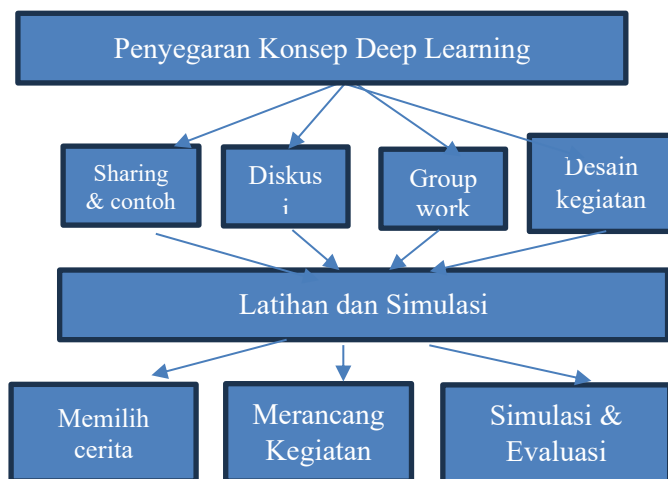 Penyegaran Konsep Deep Learning
Sharing
& contoh
Diskus
i
Group
work
Desain
kegiatan
Latihan dan Simulasi
Memilih
cerita
Merancang
Kegiatan
Simulasi &
Evaluasi